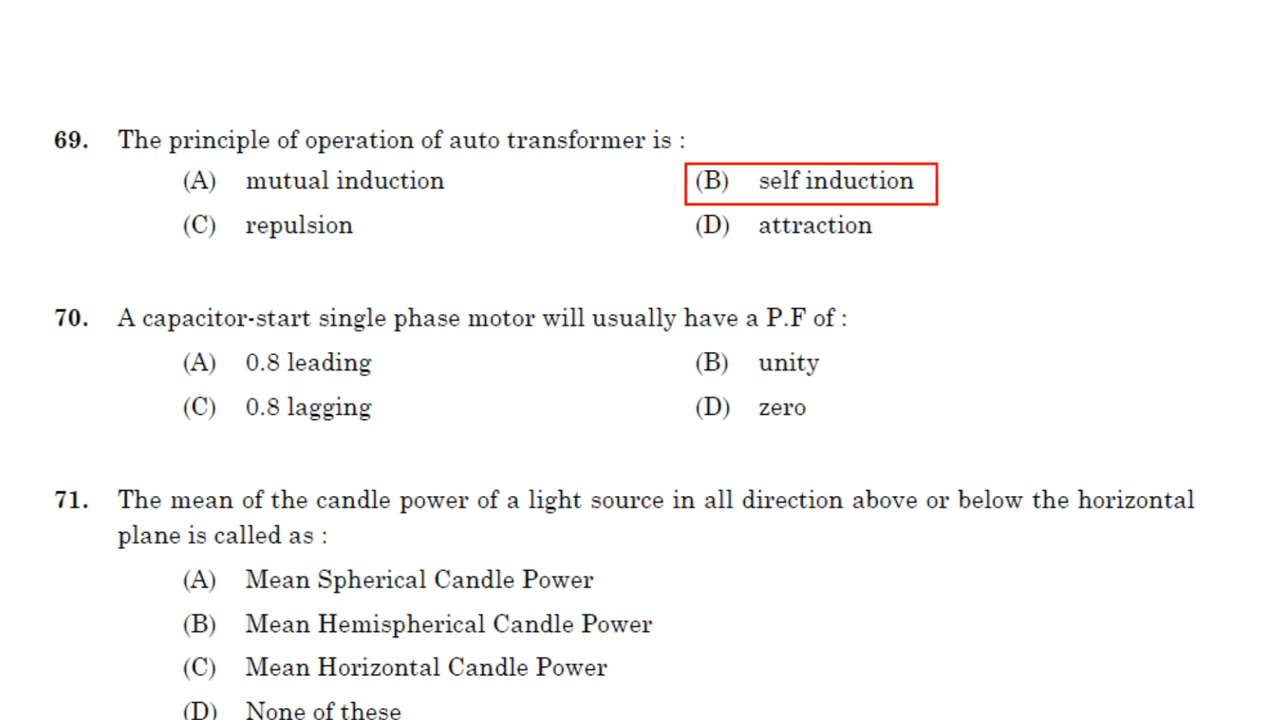 69. The principle of operation of auto transformer is :
(A) mutual induction (B) self induction
(C) repulsion (D) attraction
70. A capacitor-start single phase motor will usually have a P.F of :
(A) 0.8 leading (B) unity
(C) 0.8 lagging (D) zero
71. The mean of the candle power of a light source in all direction above or below the horizontal
plane is called as :
(A) Mean Spherical Candle Power
(B) Mean Hemispherical Candle Power
(C) Mean Horizontal Candle Power
(D) None of these